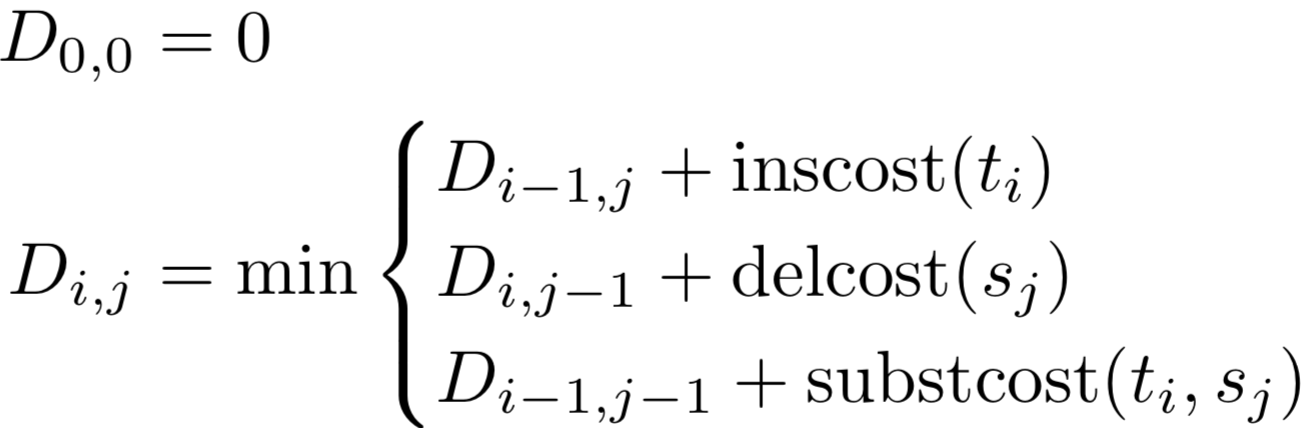 D_{0,0} = 0
D_{i,j} = min { D_{i−1,j} + inscost(t_i)
D_{i,j−1} + delcost(s_j)
D_{i−1,j−1} + substcost(t_i, s_j)